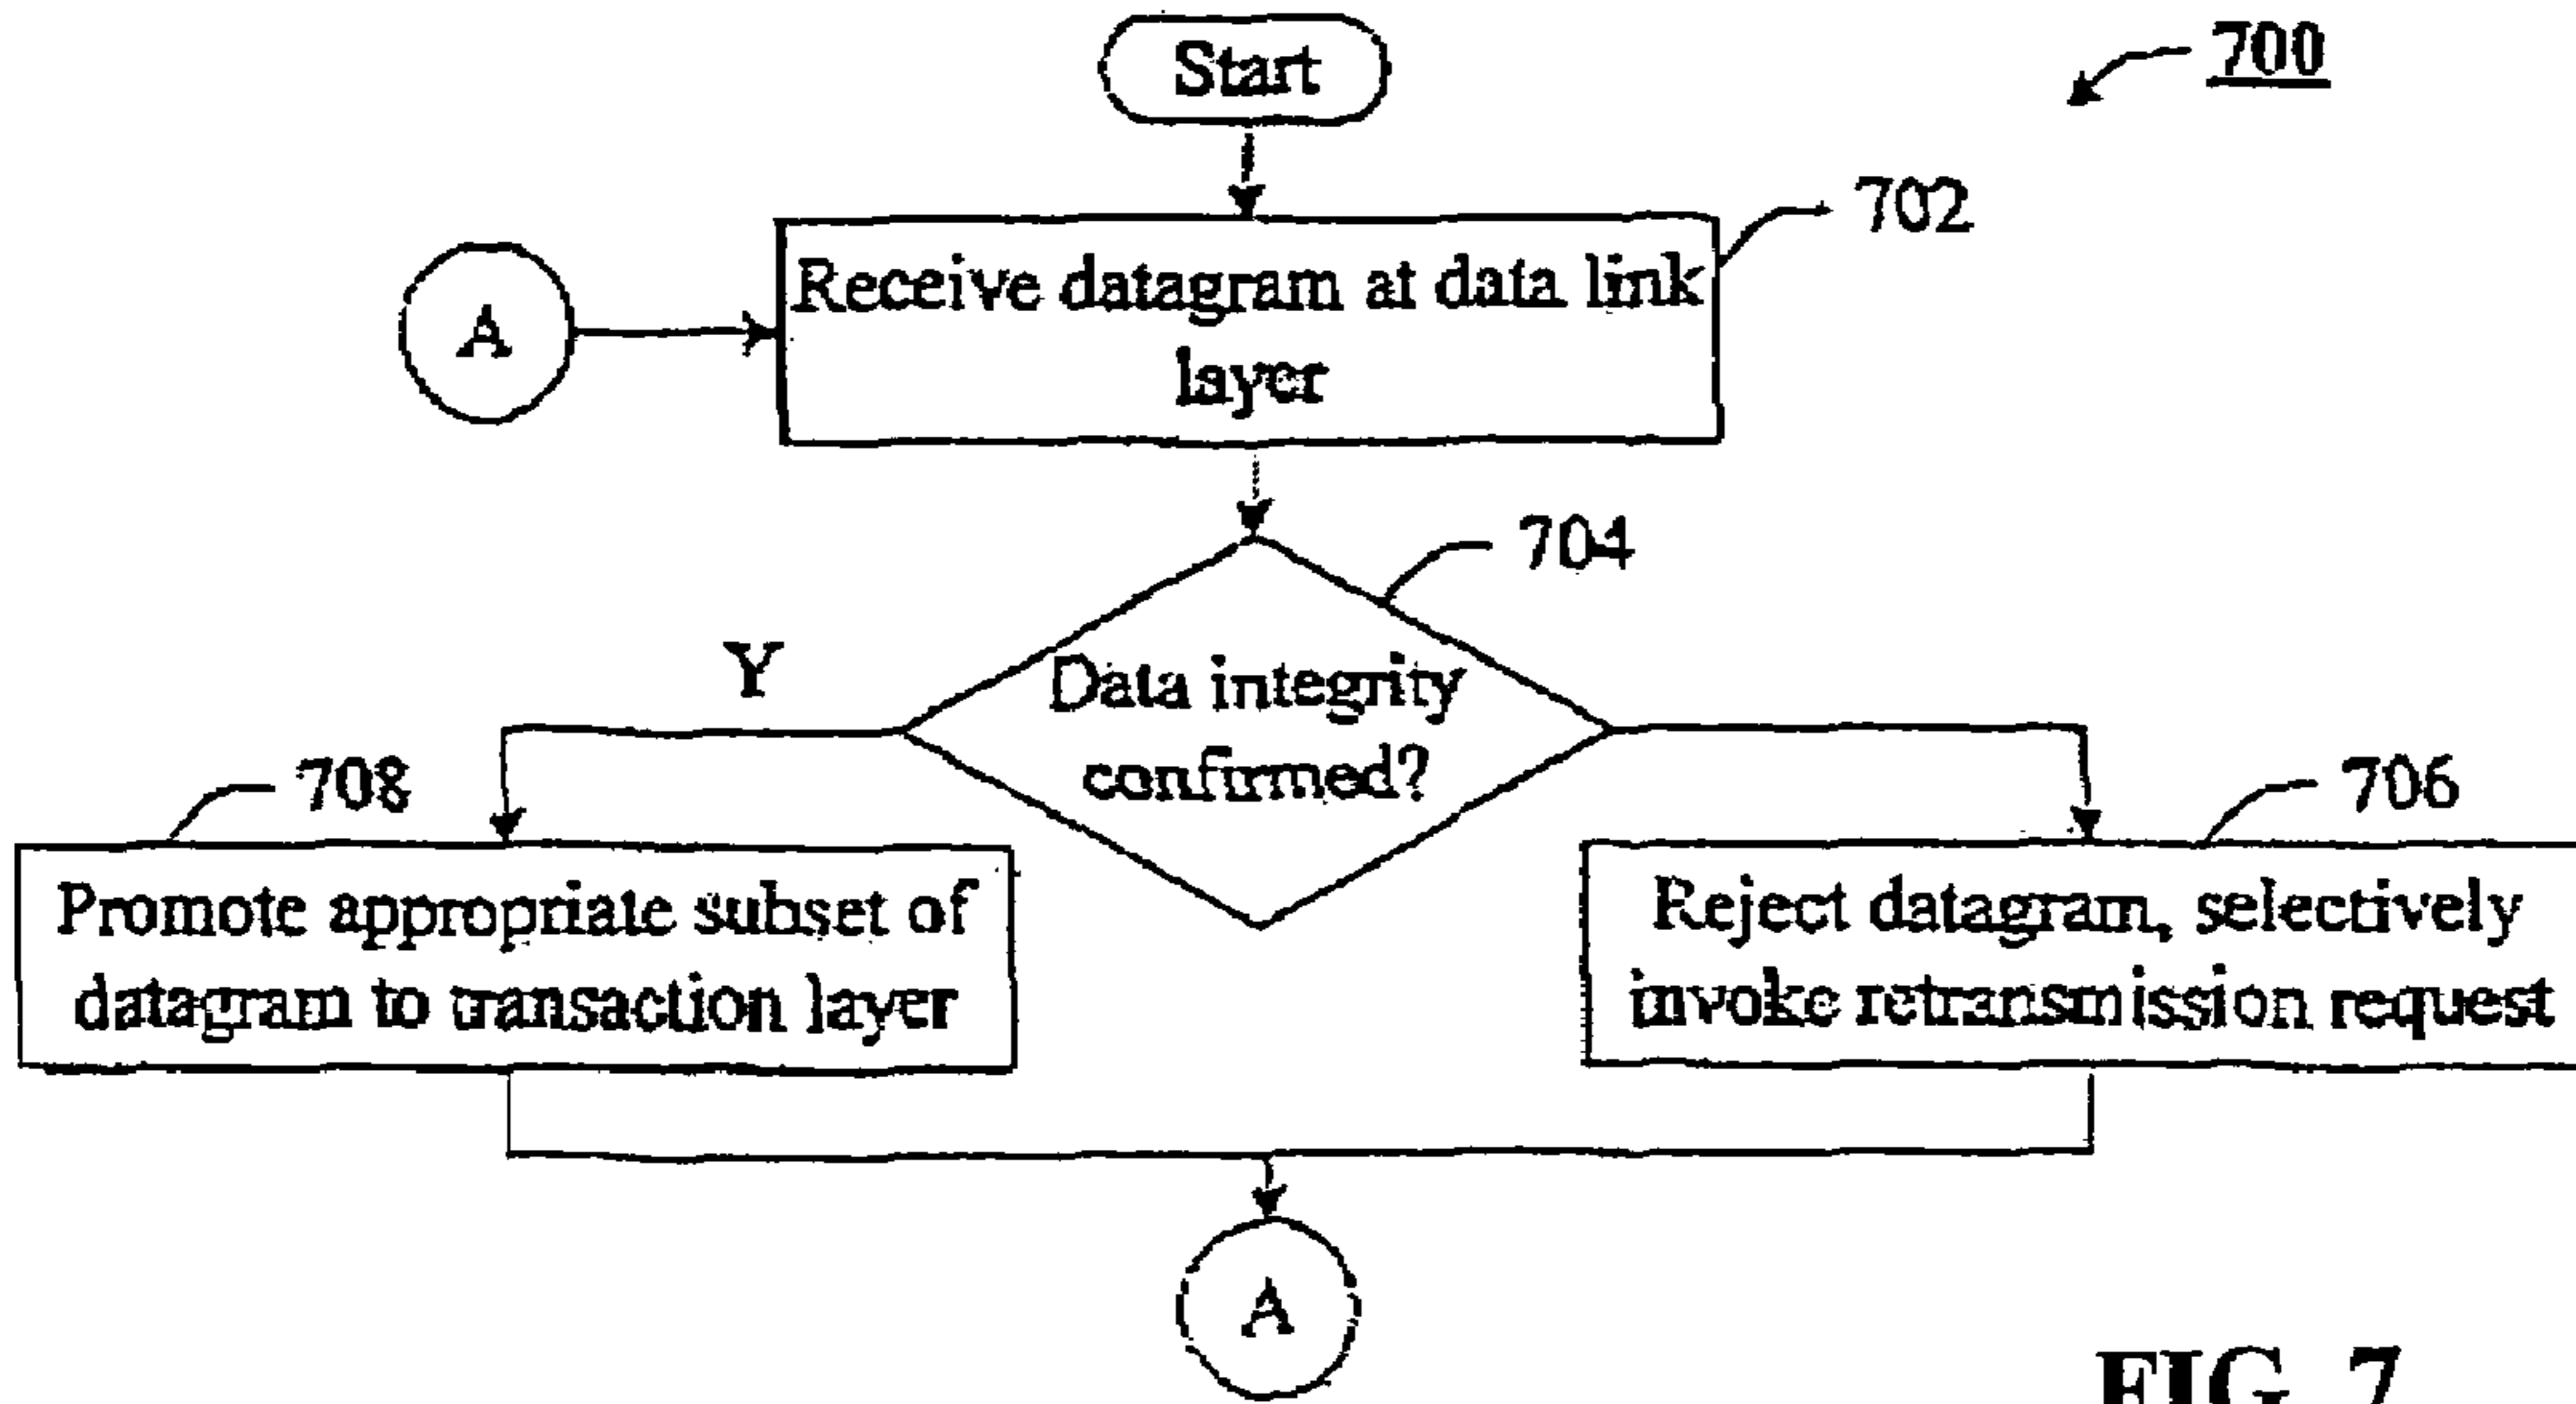 Start
700
702
Receive datagram at data link
layer
A
704
Data integrity
confirmed?
Y
708
706
Promote appropriate subset of
datagram to transaction layer
Reject datagram, selectively
invoke retransmission request
A
FIG. 7